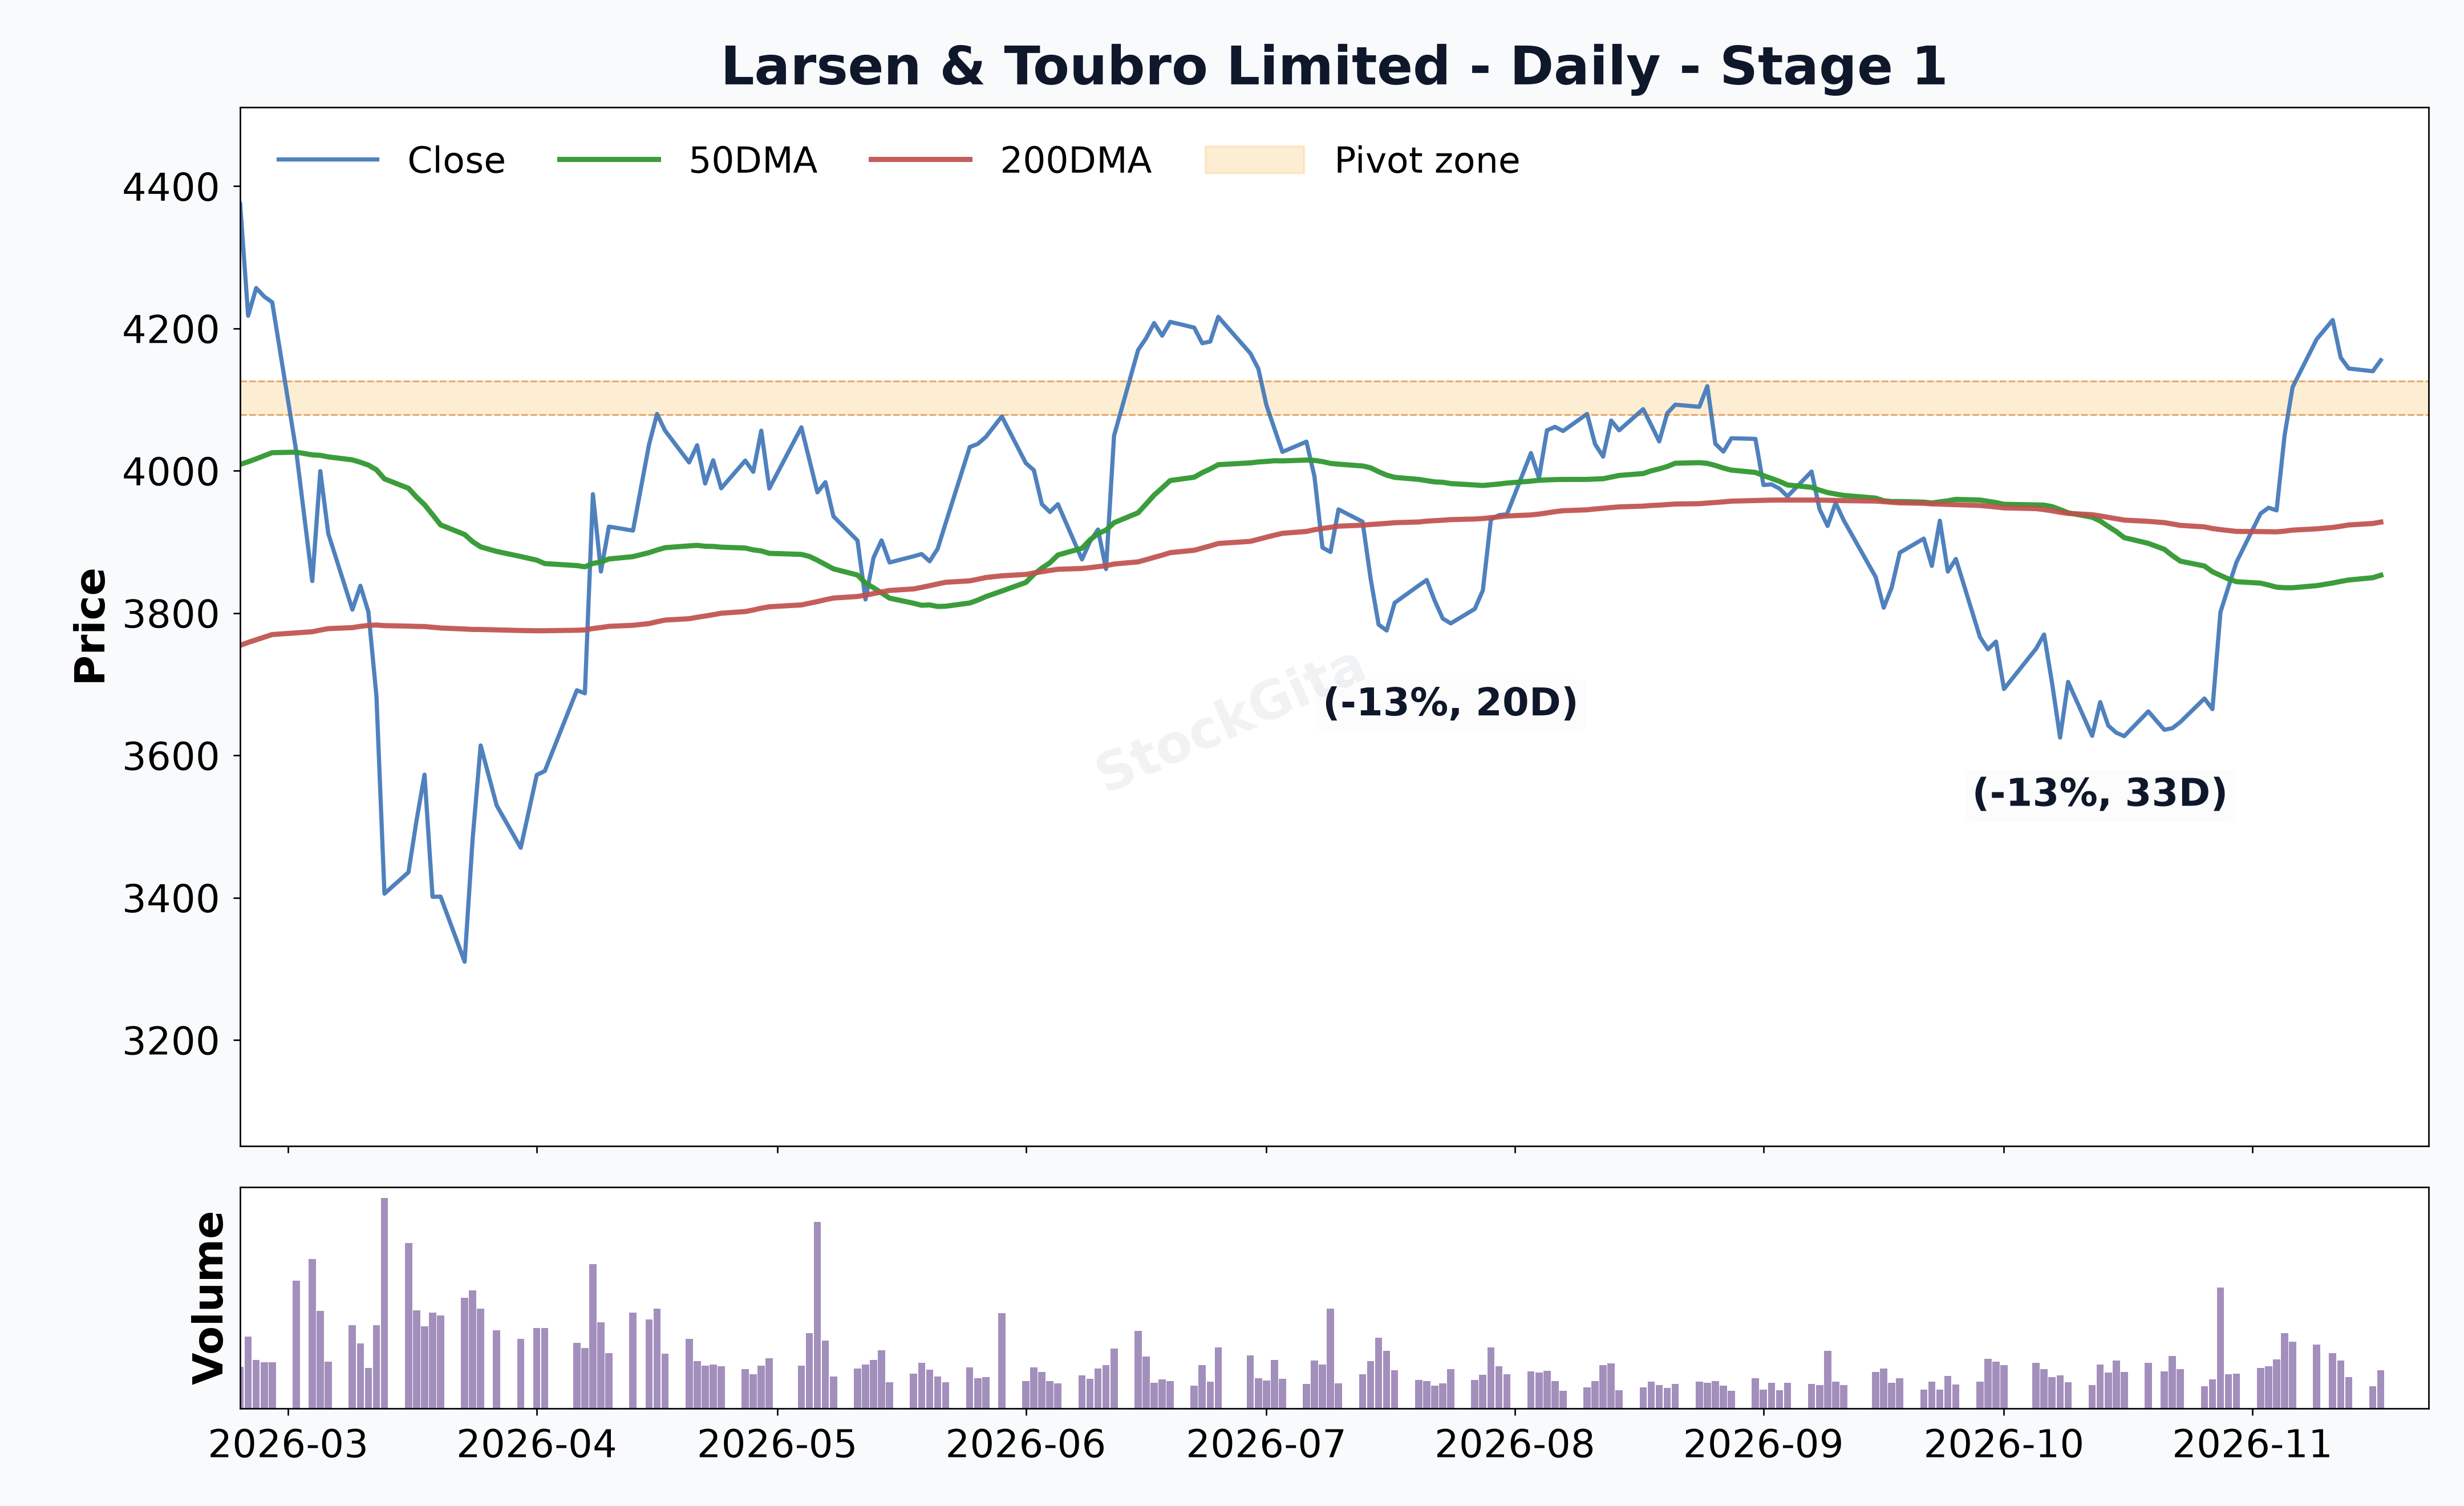 Larsen & Toubro Limited - Daily - Stage 1
Close 50DMA 200DMA Pivot zone
4400
4200
4000
3800
3600
3400
3200
Price
StockGita
(-13%, 20D)
(-13%, 33D)
Volume
2026-03 2026-04 2026-05 2026-06 2026-07 2026-08 2026-09 2026-10 2026-11